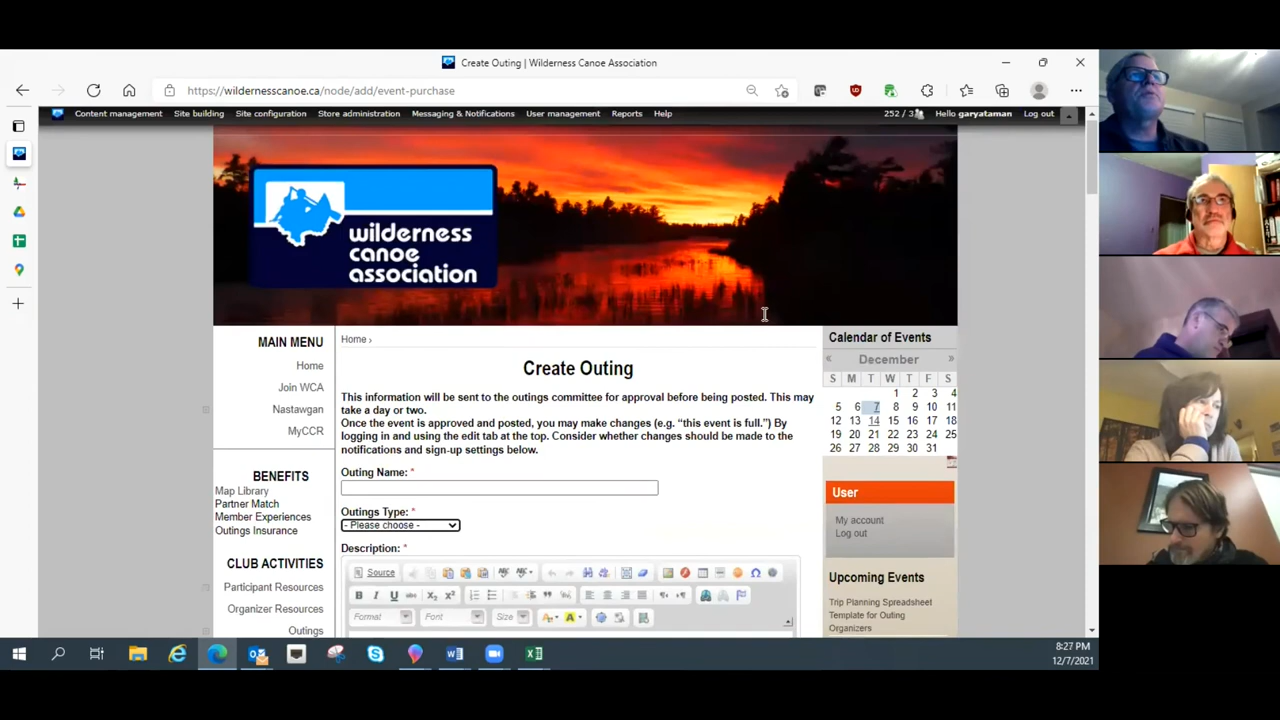 Create Outing | Wilderness Canoe Association
https://wildernesscanoe.ca/node/add/event-purchase
Content management Site building Site configuration Store administration Messaging & Notifications User management Reports Help
252 / 3 Hello garyataman Log out
wilderness
canoe
association
MAIN MENU
Home
Join WCA
Nastawgan
MyCCR
BENEFITS
Map Library
Partner Match
Member Experiences
Outings Insurance
CLUB ACTIVITIES
Participant Resources
Organizer Resources
Outings
Home ›
Create Outing
This information will be sent to the outings committee for approval before being posted. This may
take a day or two.
Once the event is approved and posted, you may make changes (e.g. “this event is full.”) By
logging in and using the edit tab at the top. Consider whether changes should be made to the
notifications and sign-up settings below.
Outing Name: *
Outings Type: *
- Please choose -
Description: *
Source
B I U abc X₂ X²
Format Font Size
Calendar of Events
« December »
S M T W T F S
1 2 3 4
5 6 7 8 9 10 11
12 13 14 15 16 17 18
19 20 21 22 23 24 25
26 27 28 29 30 31
User
My account
Log out
Upcoming Events
Trip Planning Spreadsheet
Template for Outing
Organizers
8:27 PM
12/7/2021